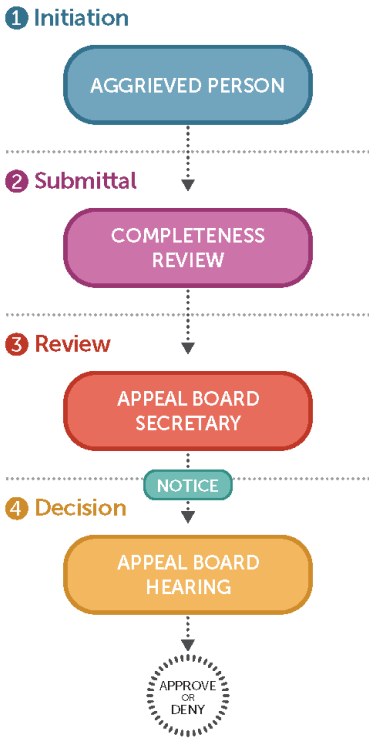 1 Initiation
AGGRIEVED PERSON
2 Submittal
COMPLETENESS
REVIEW
3 Review
APPEAL BOARD
SECRETARY
NOTICE
4 Decision
APPEAL BOARD
HEARING
APPROVE
OR
DENY